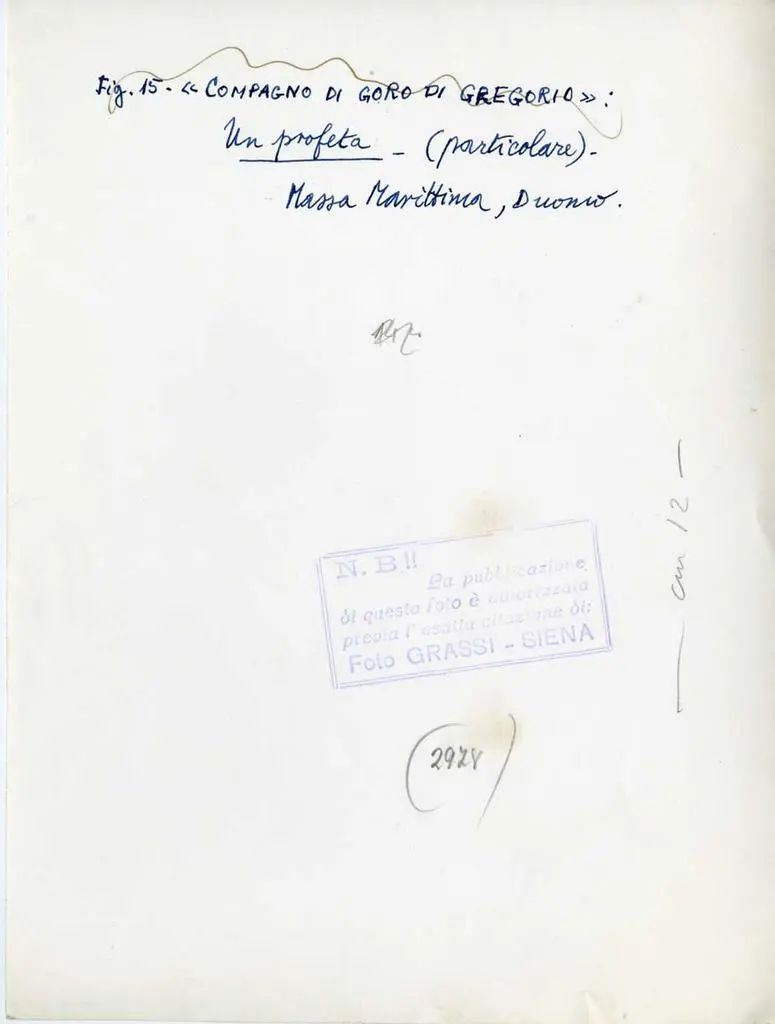 Fig. 15 - « COMPAGNO DI GORO DI GREGORIO » :
Un profeta - (particolare) -
Massa Marittima, Duomo.
N. B!!
La pubblicazione
di questa foto è autorizzata
previa l'esatta citazione di:
Foto GRASSI - SIENA
cm 12
(2928)